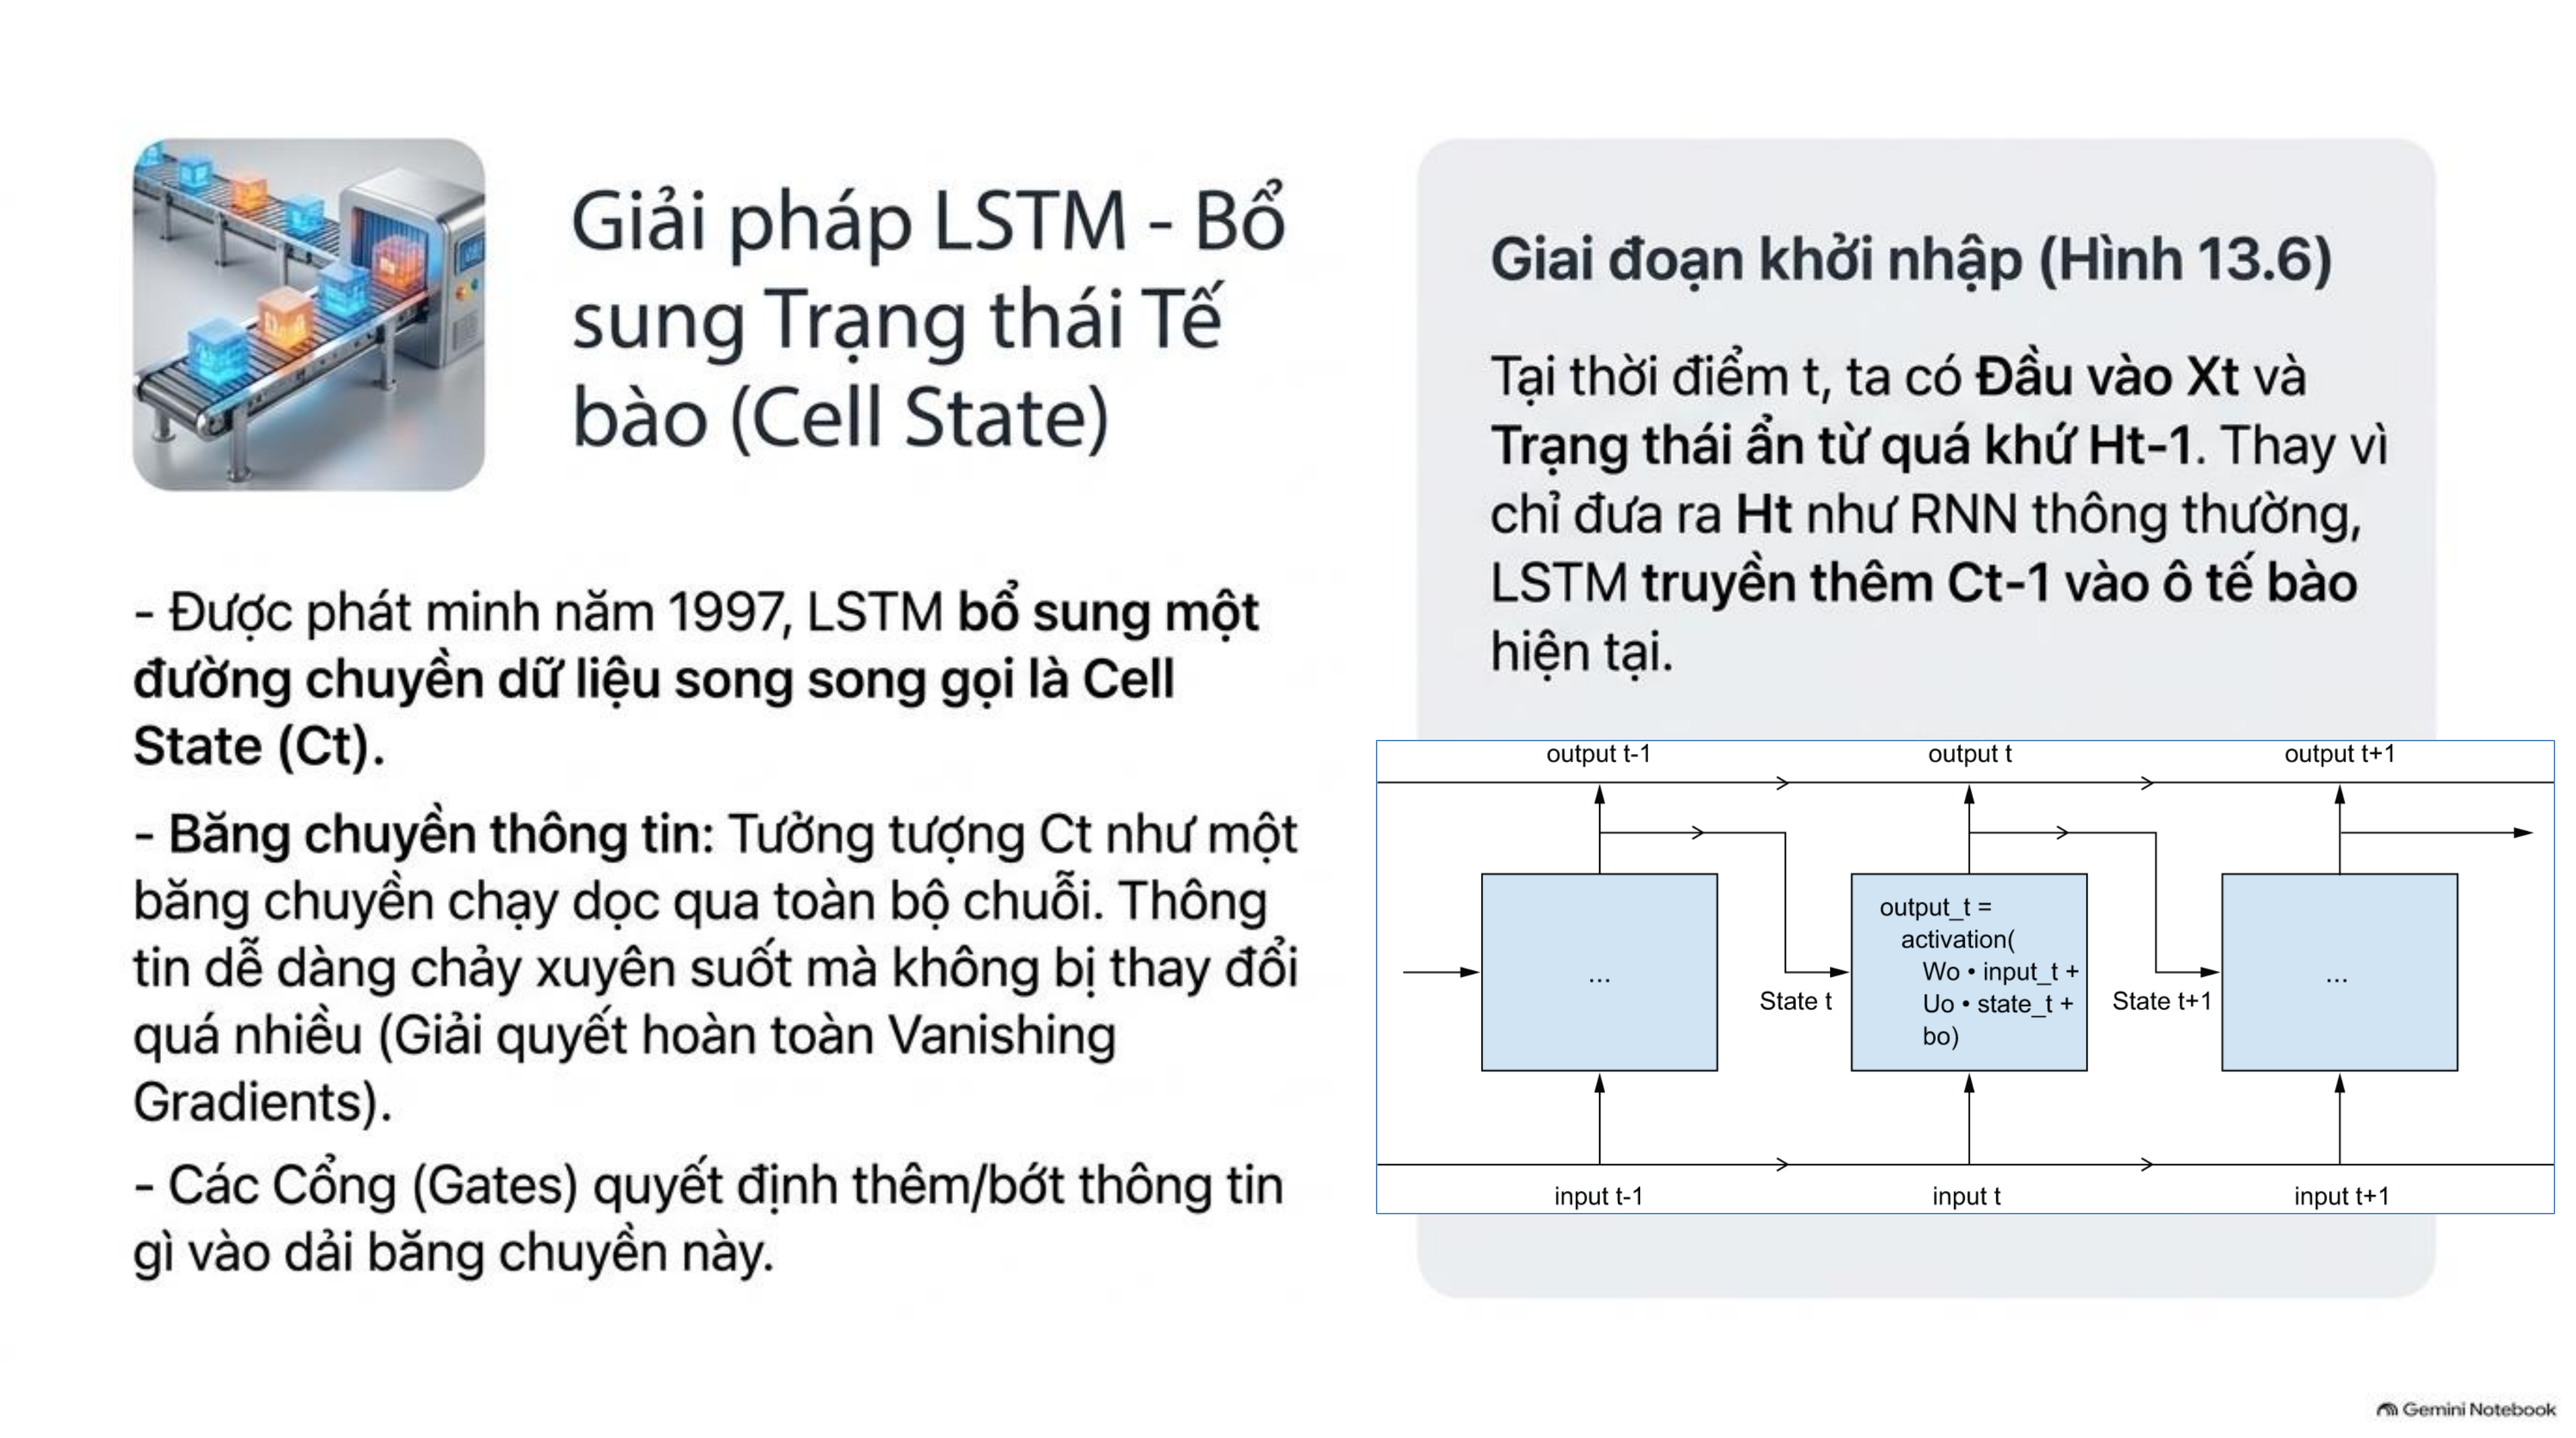 Giải pháp LSTM - Bổ
sung Trạng thái Tế
bào (Cell State)
- Được phát minh năm 1997, LSTM bổ sung một
đường chuyền dữ liệu song song gọi là Cell
State (Ct).
- Băng chuyền thông tin: Tưởng tượng Ct như một
băng chuyền chạy dọc qua toàn bộ chuỗi. Thông
tin dễ dàng chảy xuyên suốt mà không bị thay đổi
quá nhiều (Giải quyết hoàn toàn Vanishing
Gradients).
- Các Cổng (Gates) quyết định thêm/bớt thông tin
gì vào dải băng chuyền này.
Giai đoạn khởi nhập (Hình 13.6)
Tại thời điểm t, ta có Đầu vào Xt và
Trạng thái ẩn từ quá khứ Ht-1. Thay vì
chỉ đưa ra Ht như RNN thông thường,
LSTM truyền thêm Ct-1 vào ô tế bào
hiện tại.
output t-1 output t output t+1
output_t =
activation(
Wo • input_t +
Uo • state_t +
bo)
... ...
State t State t+1
input t-1 input t input t+1
Gemini Notebook